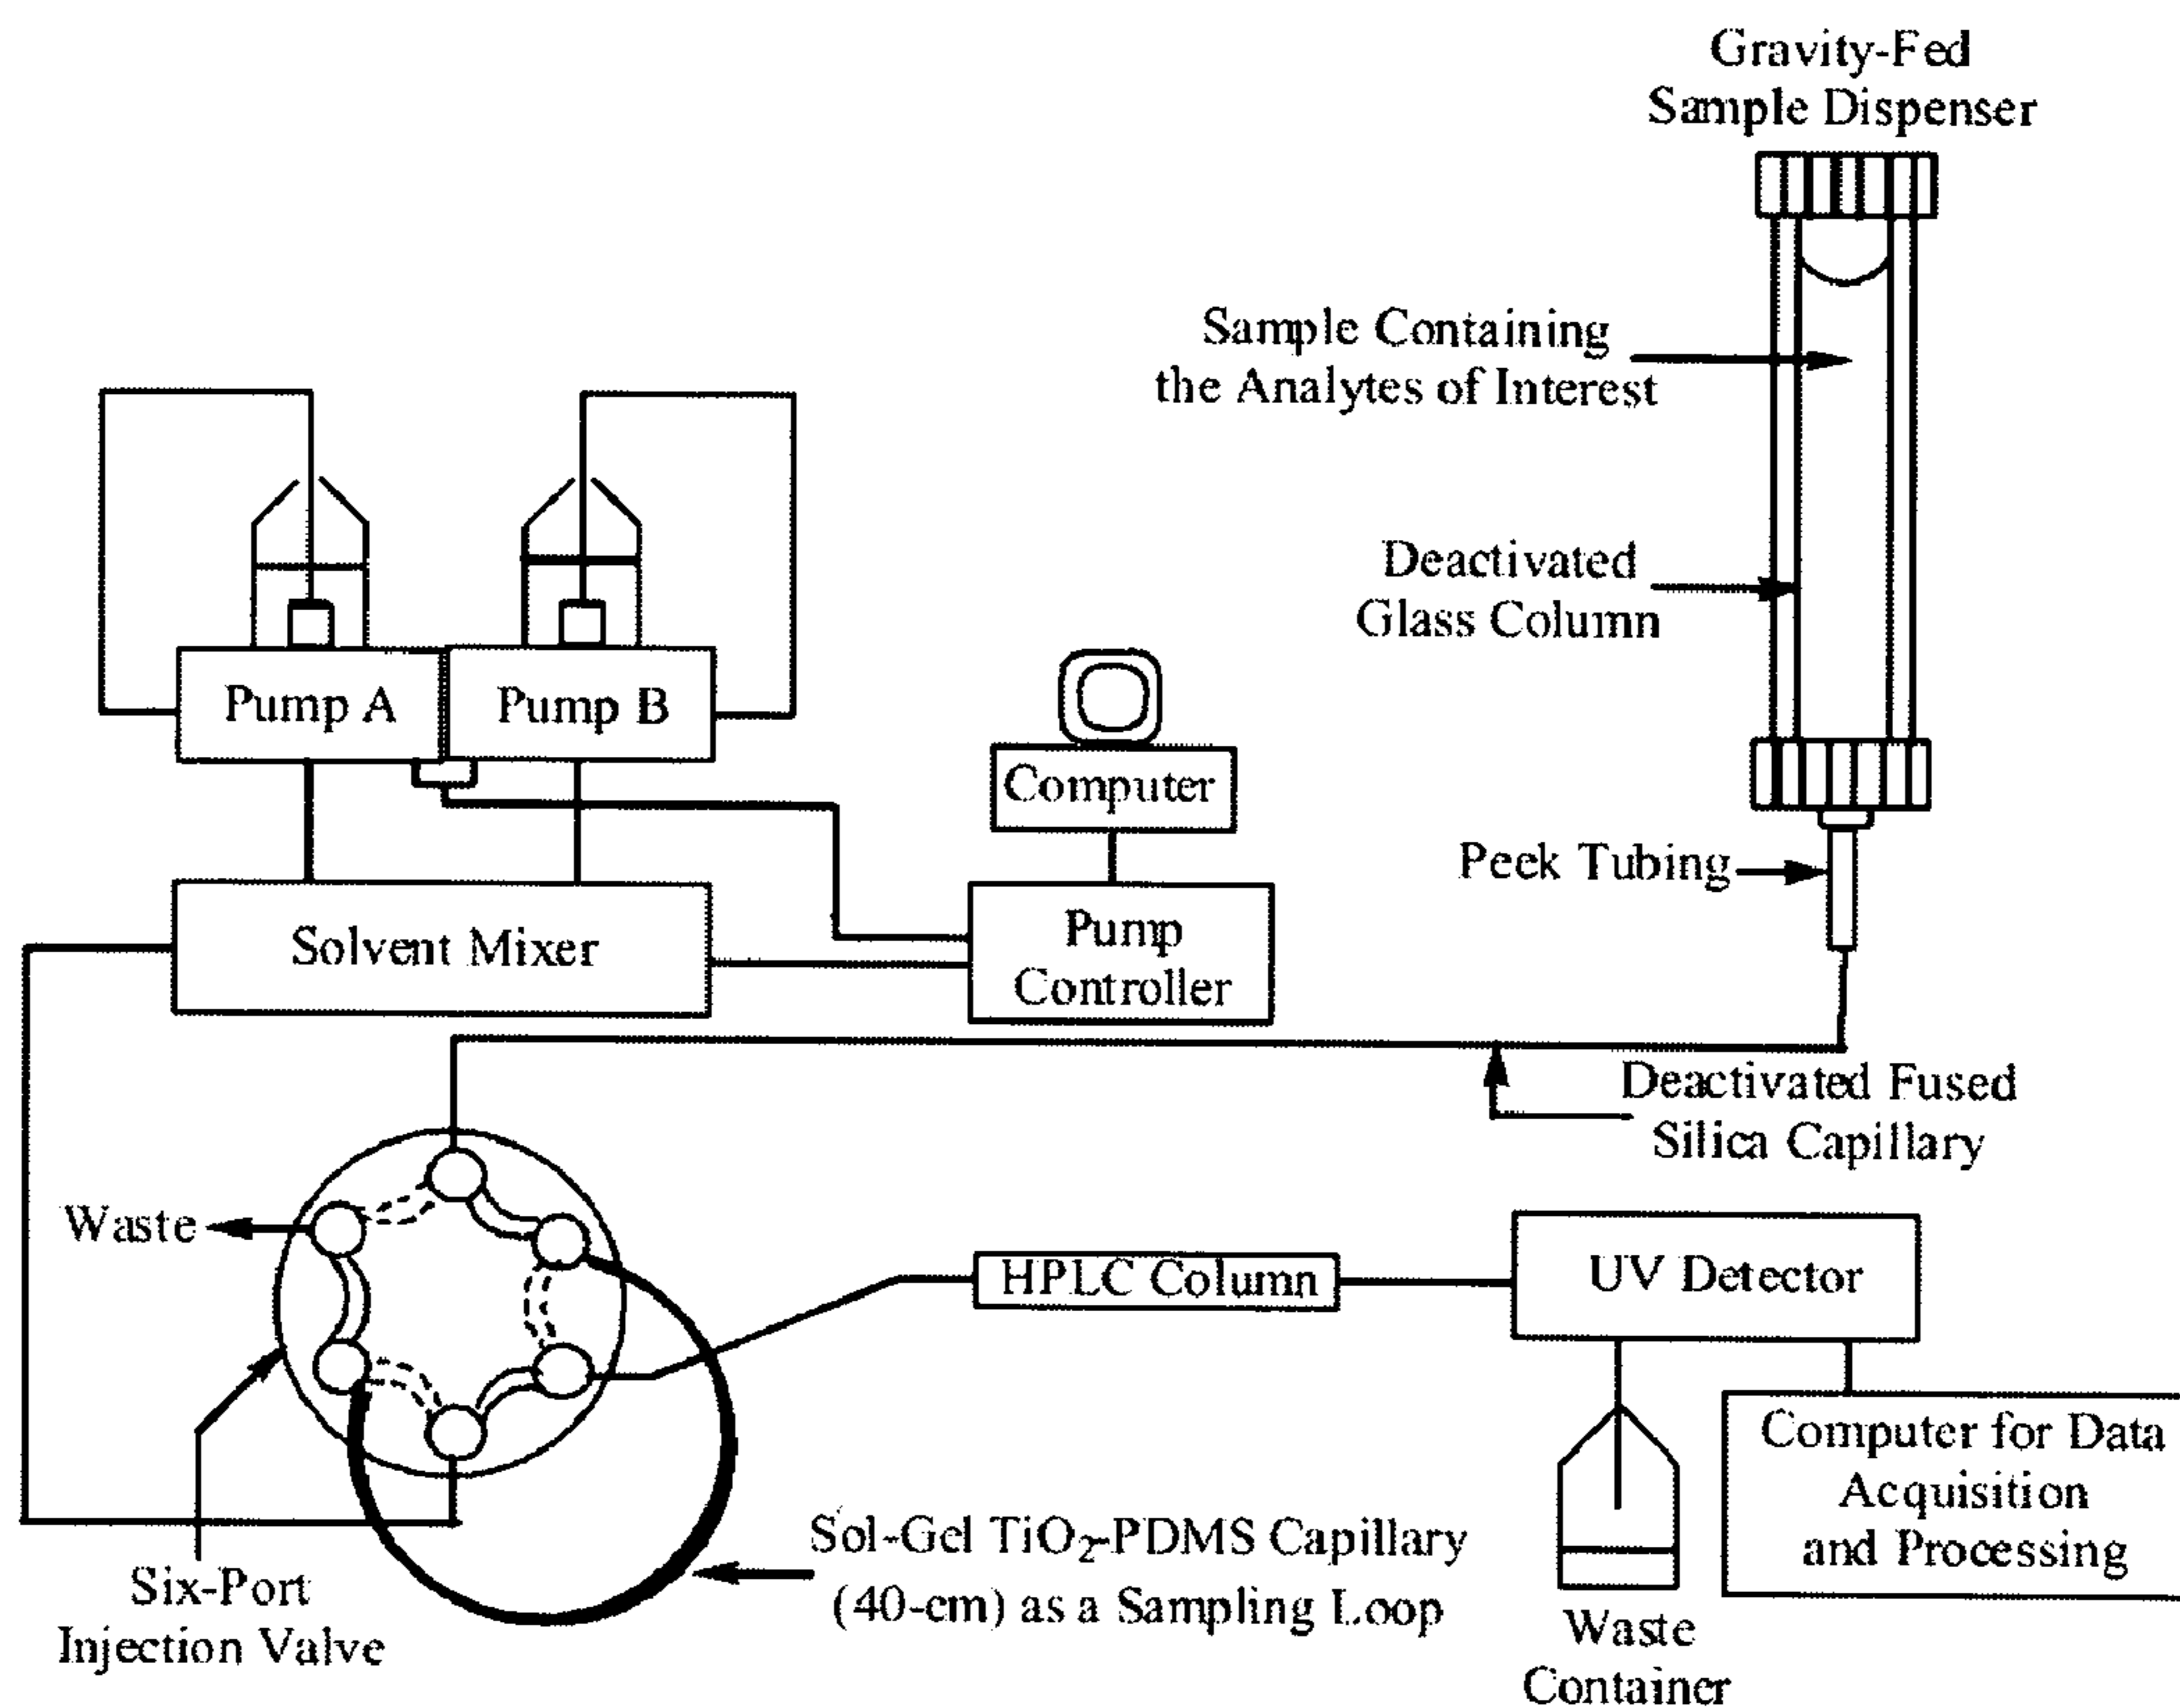 Gravity-Fed
Sample Dispenser
Sample Containing
the Analytes of Interest
Deactivated
Glass Column
Pump A
Pump B
Computer
Peek Tubing
Solvent Mixer
Pump
Controller
Deactivated Fused
Silica Capillary
Waste
HPLC Column
UV Detector
Computer for Data
Acquisition
and Processing
Sol-Gel TiO₂-PDMS Capillary
(40-cm) as a Sampling Loop
Six-Port
Injection Valve
Waste
Container